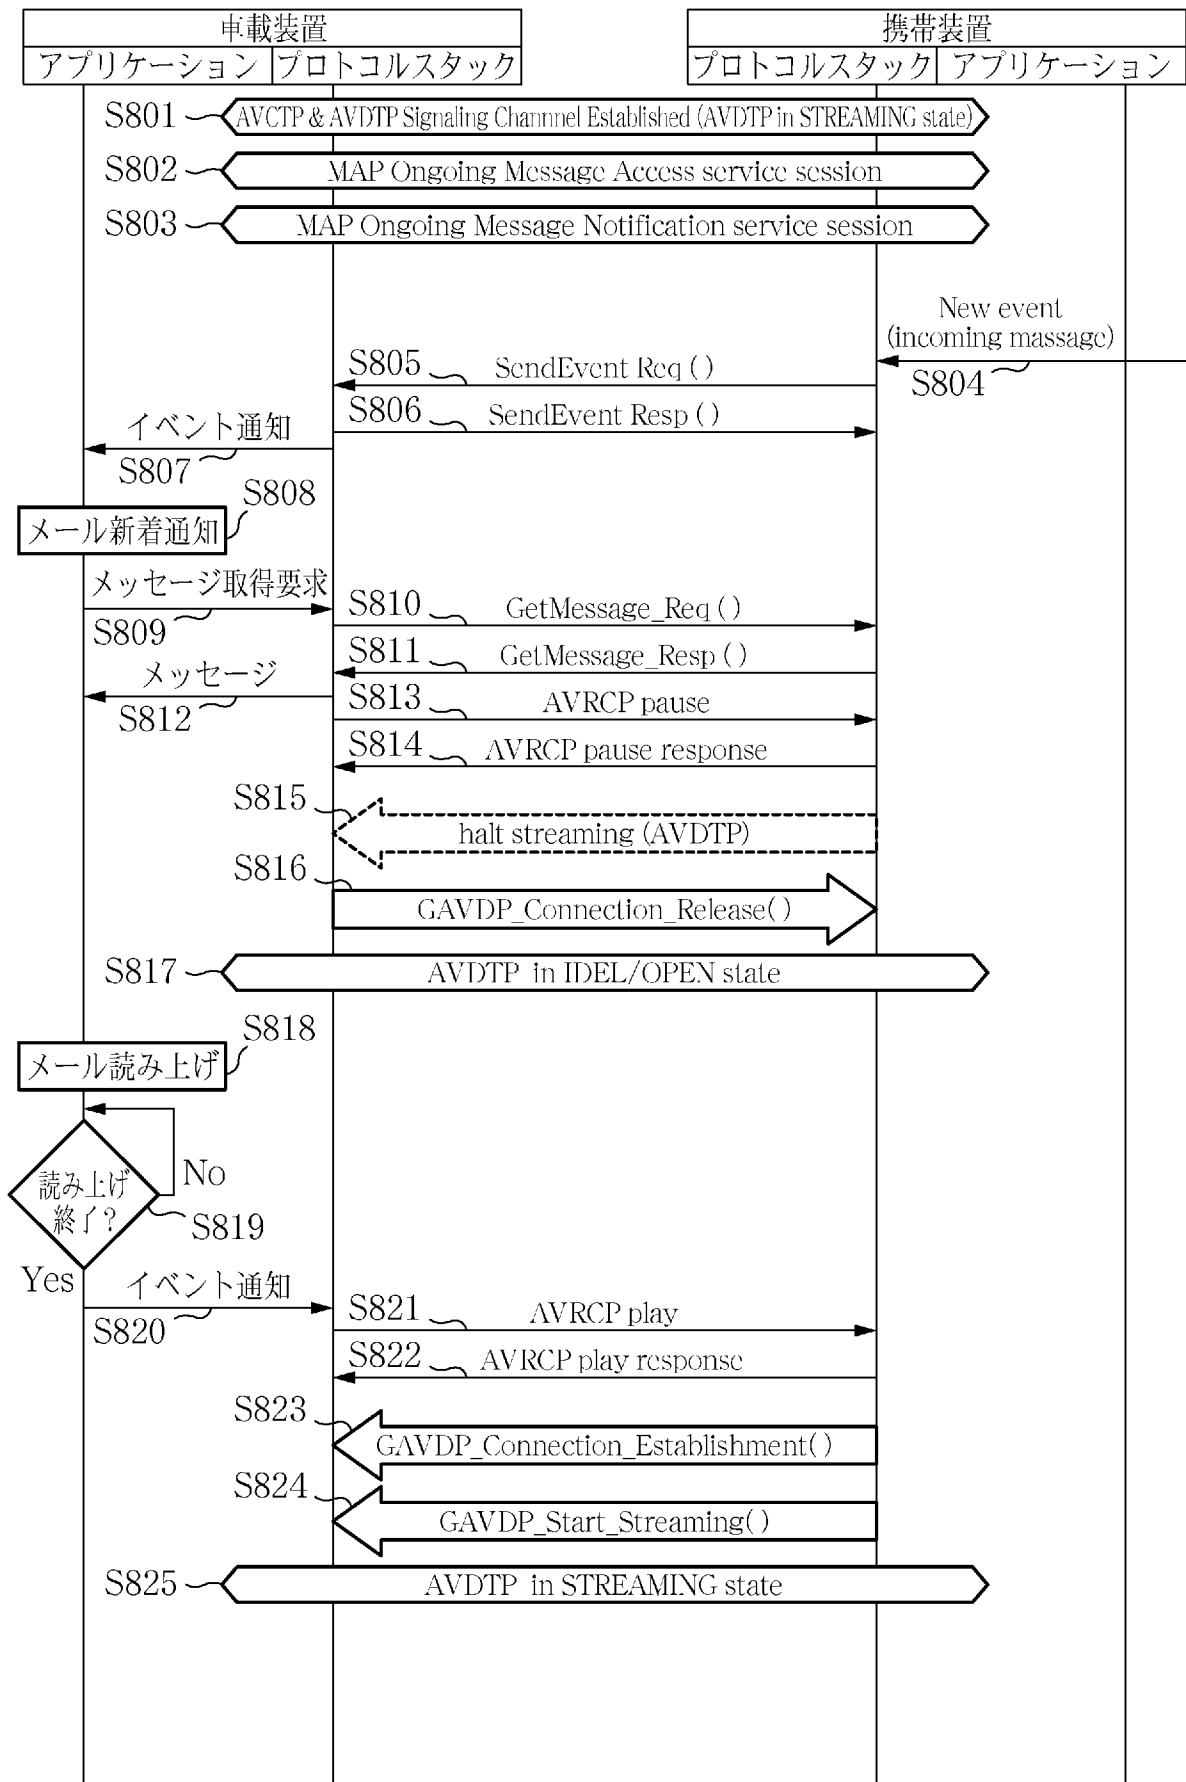 車載装置
携帯装置
アプリケーション
プロトコルスタック
プロトコルスタック
アプリケーション
S801
AVCTP & AVDTP Signaling Channnel Established (AVDTP in STREAMING state)
S802
MAP Ongoing Message Access service session
S803
MAP Ongoing Message Notification service session
New event
(incoming massage)
S804
S805
SendEvent Req ( )
S806
SendEvent Resp ( )
イベント通知
S807
S808
メール新着通知
メッセージ取得要求
S809
S810
GetMessage_Req ( )
S811
GetMessage_Resp ( )
メッセージ
S812
S813
AVRCP pause
S814
AVRCP pause response
S815
halt streaming (AVDTP)
S816
GAVDP_Connection_Release( )
S817
AVDTP in IDEL/OPEN state
S818
メール読み上げ
No
読み上げ
終了?
S819
Yes
イベント通知
S820
S821
AVRCP play
S822
AVRCP play response
S823
GAVDP_Connection_Establishment( )
S824
GAVDP_Start_Streaming( )
S825
AVDTP in STREAMING state